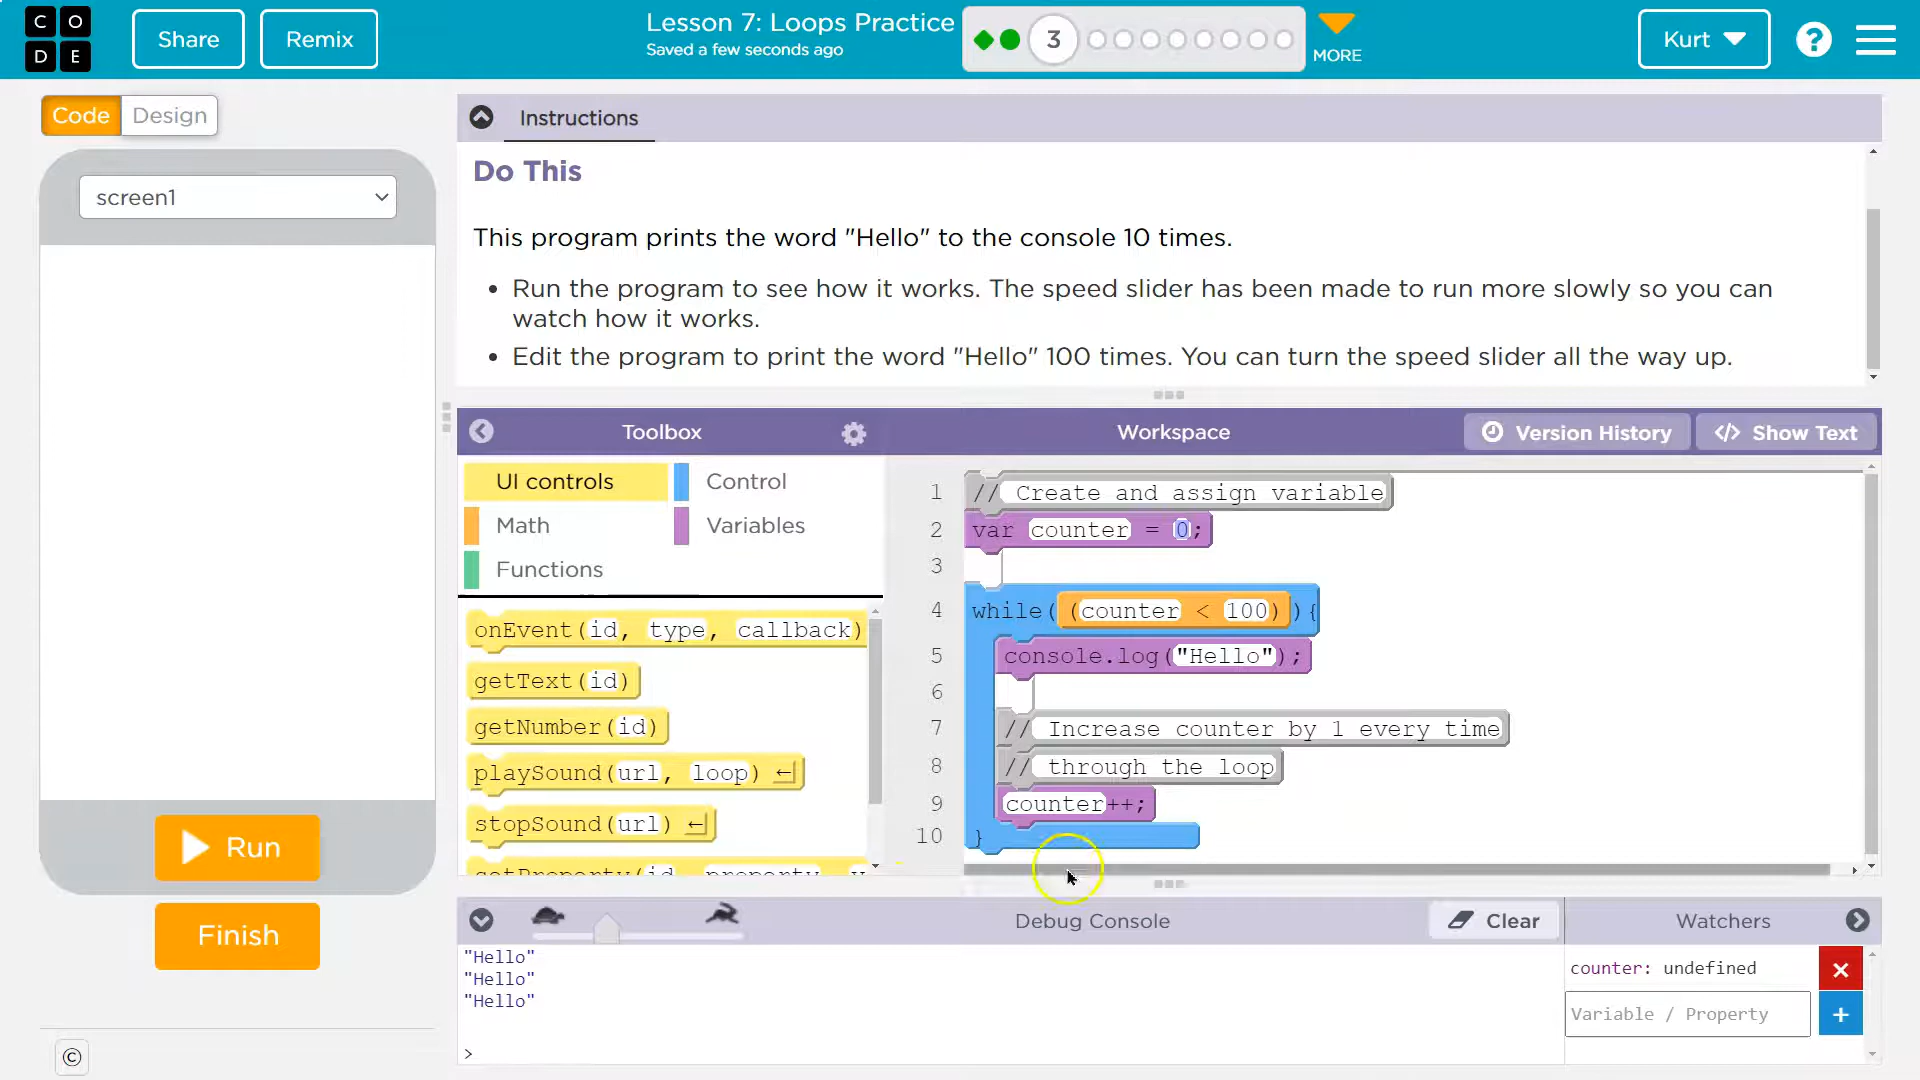 C O D E
Share
Remix
Lesson 7: Loops Practice
Saved a few seconds ago
3
MORE
Kurt
?
Code
Design
Instructions
Do This
screen1
This program prints the word "Hello" to the console 10 times.
• Run the program to see how it works. The speed slider has been made to run more slowly so you can
watch how it works.
• Edit the program to print the word "Hello" 100 times. You can turn the speed slider all the way up.
Toolbox
Workspace
Version History
</> Show Text
UI controls
Control
Math
Variables
Functions
onEvent(id, type, callback)
getText(id)
getNumber(id)
playSound(url, loop)
stopSound(url)
1 // Create and assign variable
2 var counter = 0;
3
4 while( (counter < 100) ){
5 console.log("Hello");
6
7 // Increase counter by 1 every time
8 // through the loop
9 counter++;
10 }
Run
Finish
Debug Console
Clear
Watchers
"Hello"
"Hello"
"Hello"
>
counter: undefined
Variable / Property
©